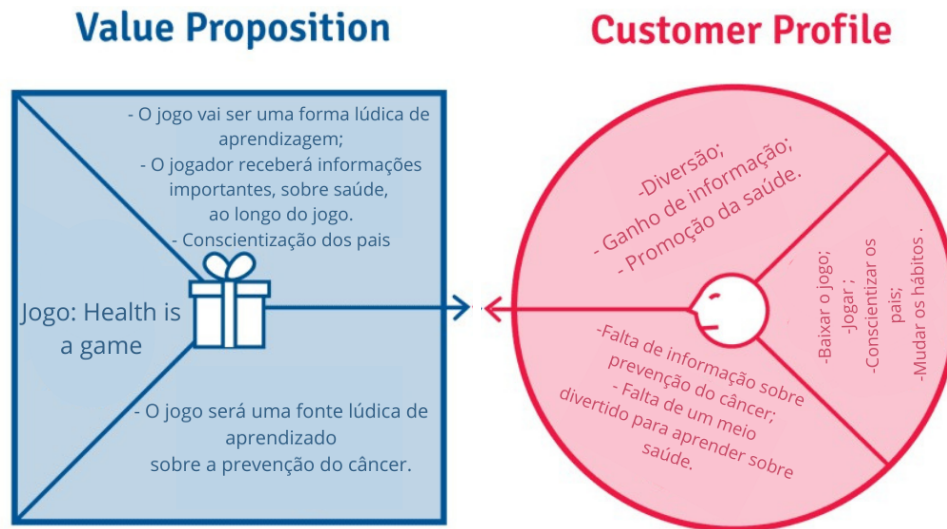 Value Proposition
Customer Profile
- O jogo vai ser uma forma lúdica de
aprendizagem;
- O jogador receberá informações
importantes, sobre saúde,
ao longo do jogo.
- Conscientização dos pais
Jogo: Health is
a game
- O jogo será uma fonte lúdica de
aprendizado
sobre a prevenção do câncer.
-Diversão;
- Ganho de informação;
- Promoção da saúde.
-Baixar o jogo;
-Jogar ;
-Conscientizar os
pais;
-Mudar os hábitos .
-Falta de informação sobre
prevenção do câncer;
- Falta de um meio
divertido para aprender sobre
saúde.